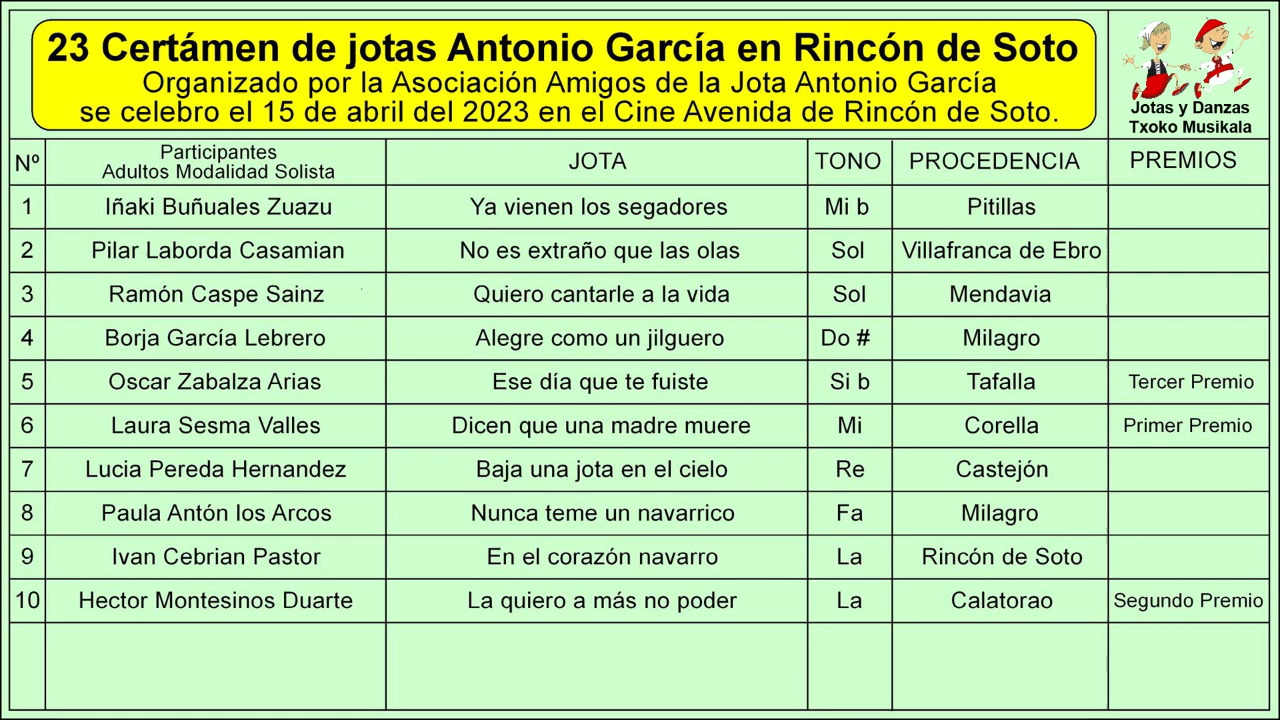 23 Certámen de jotas Antonio García en Rincón de Soto
Organizado por la Asociación Amigos de la Jota Antonio García
se celebro el 15 de abril del 2023 en el Cine Avenida de Rincón de Soto.
Jotas y Danzas
Txoko Musikala
Nº Participantes Adultos Modalidad Solista JOTA TONO PROCEDENCIA PREMIOS
1 Iñaki Buñuales Zuazu Ya vienen los segadores Mi b Pitillas
2 Pilar Laborda Casamian No es extraño que las olas Sol Villafranca de Ebro
3 Ramón Caspe Sainz Quiero cantarle a la vida Sol Mendavia
4 Borja García Lebrero Alegre como un jilguero Do # Milagro
5 Oscar Zabalza Arias Ese día que te fuiste Si b Tafalla Tercer Premio
6 Laura Sesma Valles Dicen que una madre muere Mi Corella Primer Premio
7 Lucia Pereda Hernandez Baja una jota en el cielo Re Castejón
8 Paula Antón los Arcos Nunca teme un navarrico Fa Milagro
9 Ivan Cebrian Pastor En el corazón navarro La Rincón de Soto
10 Hector Montesinos Duarte La quiero a más no poder La Calatorao Segundo Premio